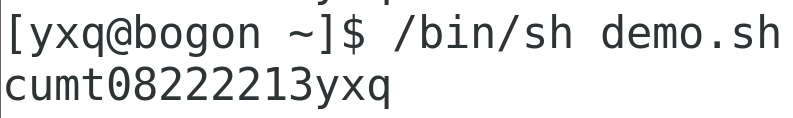 [yxq@bogon ~]$ /bin/sh demo.sh
cumt08222213yxq